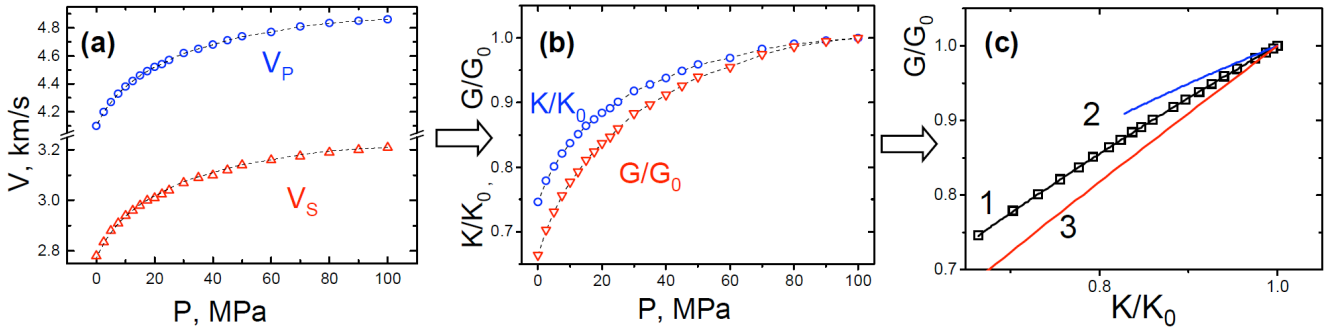 (a)
V, km/s
4.8
4.6
4.4
4.2
3.2
3.0
2.8
V_P
V_S
0 20 40 60 80 100
P, MPa
(b)
K/K_0 , G/G_0
1.0
0.9
0.8
0.7
K/K_0
G/G_0
0 20 40 60 80 100
P, MPa
(c)
G/G_0
1.0
0.9
0.8
0.7
1
2
3
0.8 1.0
K/K_0